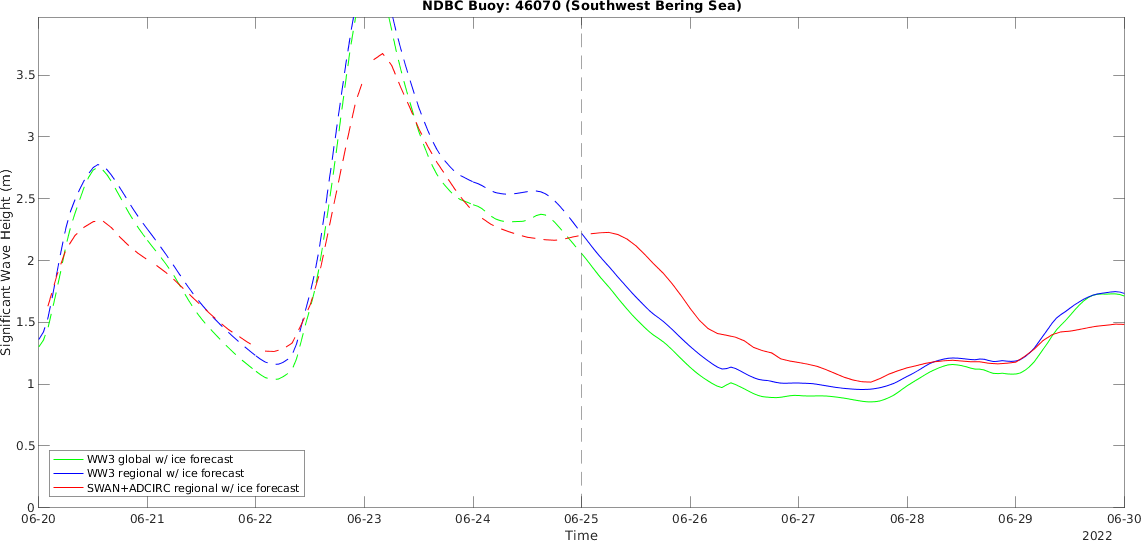 NDBC Buoy: 46070 (Southwest Bering Sea)
Significant Wave Height (m)
3.5
3
2.5
2
1.5
1
0.5
0
WW3 global w/ ice forecast
WW3 regional w/ ice forecast
SWAN+ADCIRC regional w/ ice forecast
06-20 06-21 06-22 06-23 06-24 06-25 06-26 06-27 06-28 06-29 06-30
Time
2022